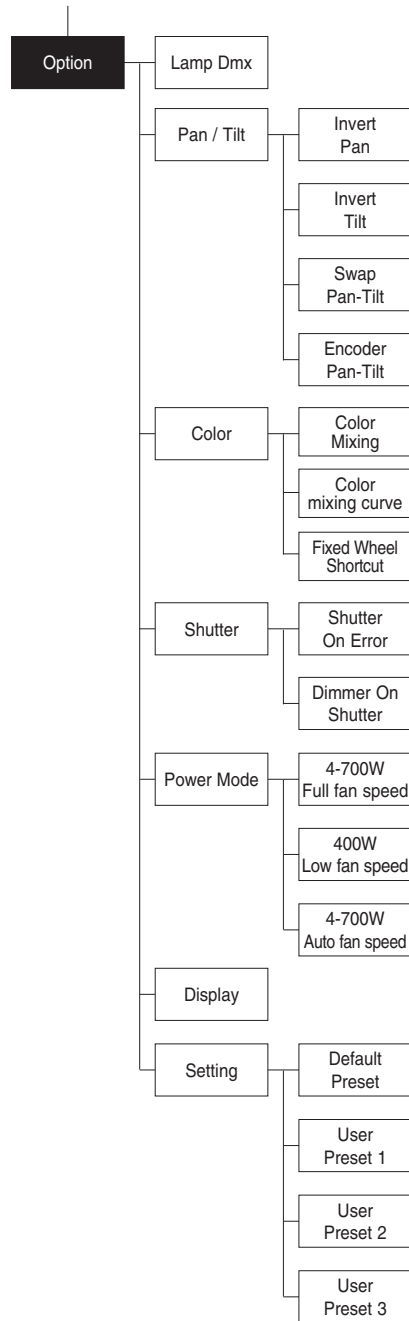 Option
Lamp Dmx
Pan / Tilt
Invert
Pan
Invert
Tilt
Swap
Pan-Tilt
Encoder
Pan-Tilt
Color
Color
Mixing
Color
mixing curve
Fixed Wheel
Shortcut
Shutter
Shutter
On Error
Dimmer On
Shutter
Power Mode
4-700W
Full fan speed
400W
Low fan speed
4-700W
Auto fan speed
Display
Setting
Default
Preset
User
Preset 1
User
Preset 2
User
Preset 3